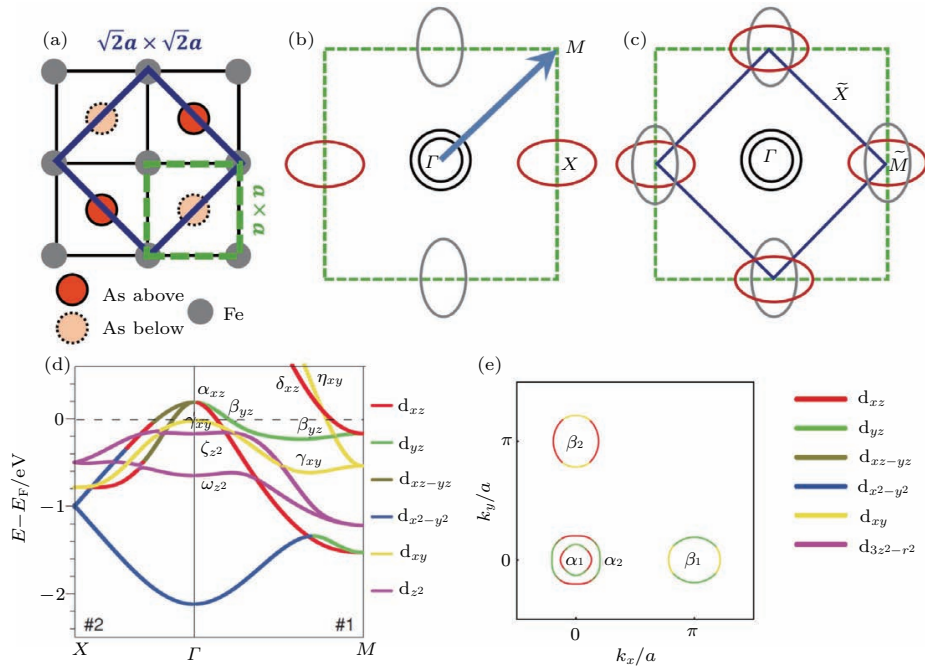 (a)
√2a × √2a
a × a
As above
As below
Fe
(b)
M
Γ
X
(c)
X̃
Γ
M̃
(d)
E−E_F/eV
0
−1
−2
α_xz
β_yz
γ_xy
ζ_z²
ω_z²
δ_xz
η_xy
β_yz
γ_xy
#2
#1
X
Γ
M
d_xz
d_yz
d_xz−yz
d_x²−y²
d_xy
d_z²
(e)
k_y/a
π
0
β₂
α₁
α₂
β₁
0
π
k_x/a
d_xz
d_yz
d_xz−yz
d_x²−y²
d_xy
d_3z²−r²